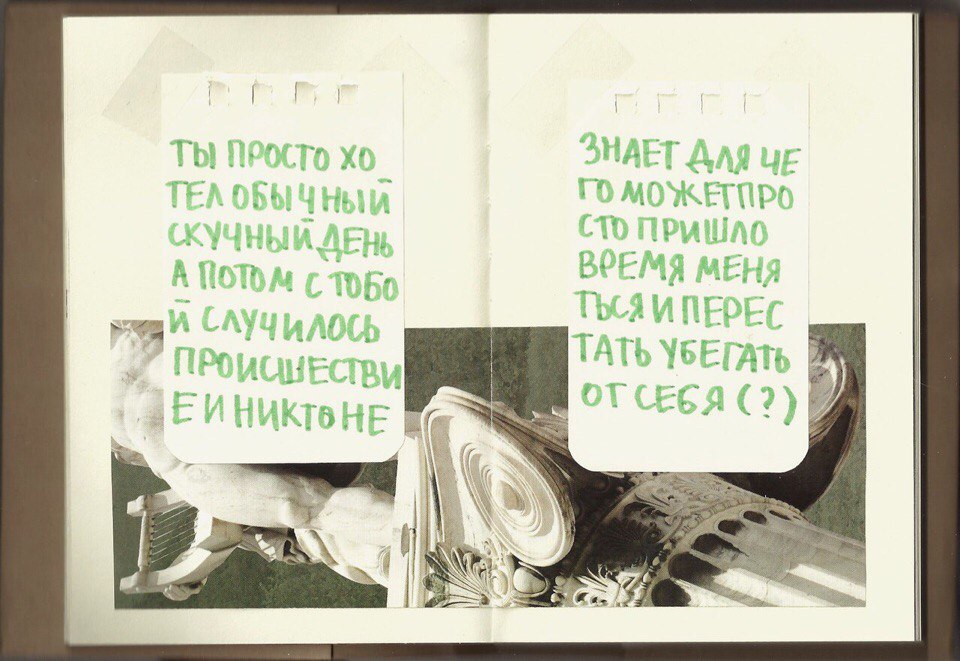 ТЫ ПРОСТО ХО
ТЕЛ ОБЫЧНЫЙ
СКУЧНЫЙ ДЕНЬ
А ПОТОМ С ТОБО
Й СЛУЧИЛОСЬ
ПРОИСШЕСТВИ
Е И НИКТО НЕ
ЗНАЕТ ДЛЯ ЧЕ
ГО МОЖЕТ ПРО
СТО ПРИШЛО
ВРЕМЯ МЕНЯ
ТЬСЯ И ПЕРЕС
ТАТЬ УБЕГАТЬ
ОТ СЕБЯ (?)